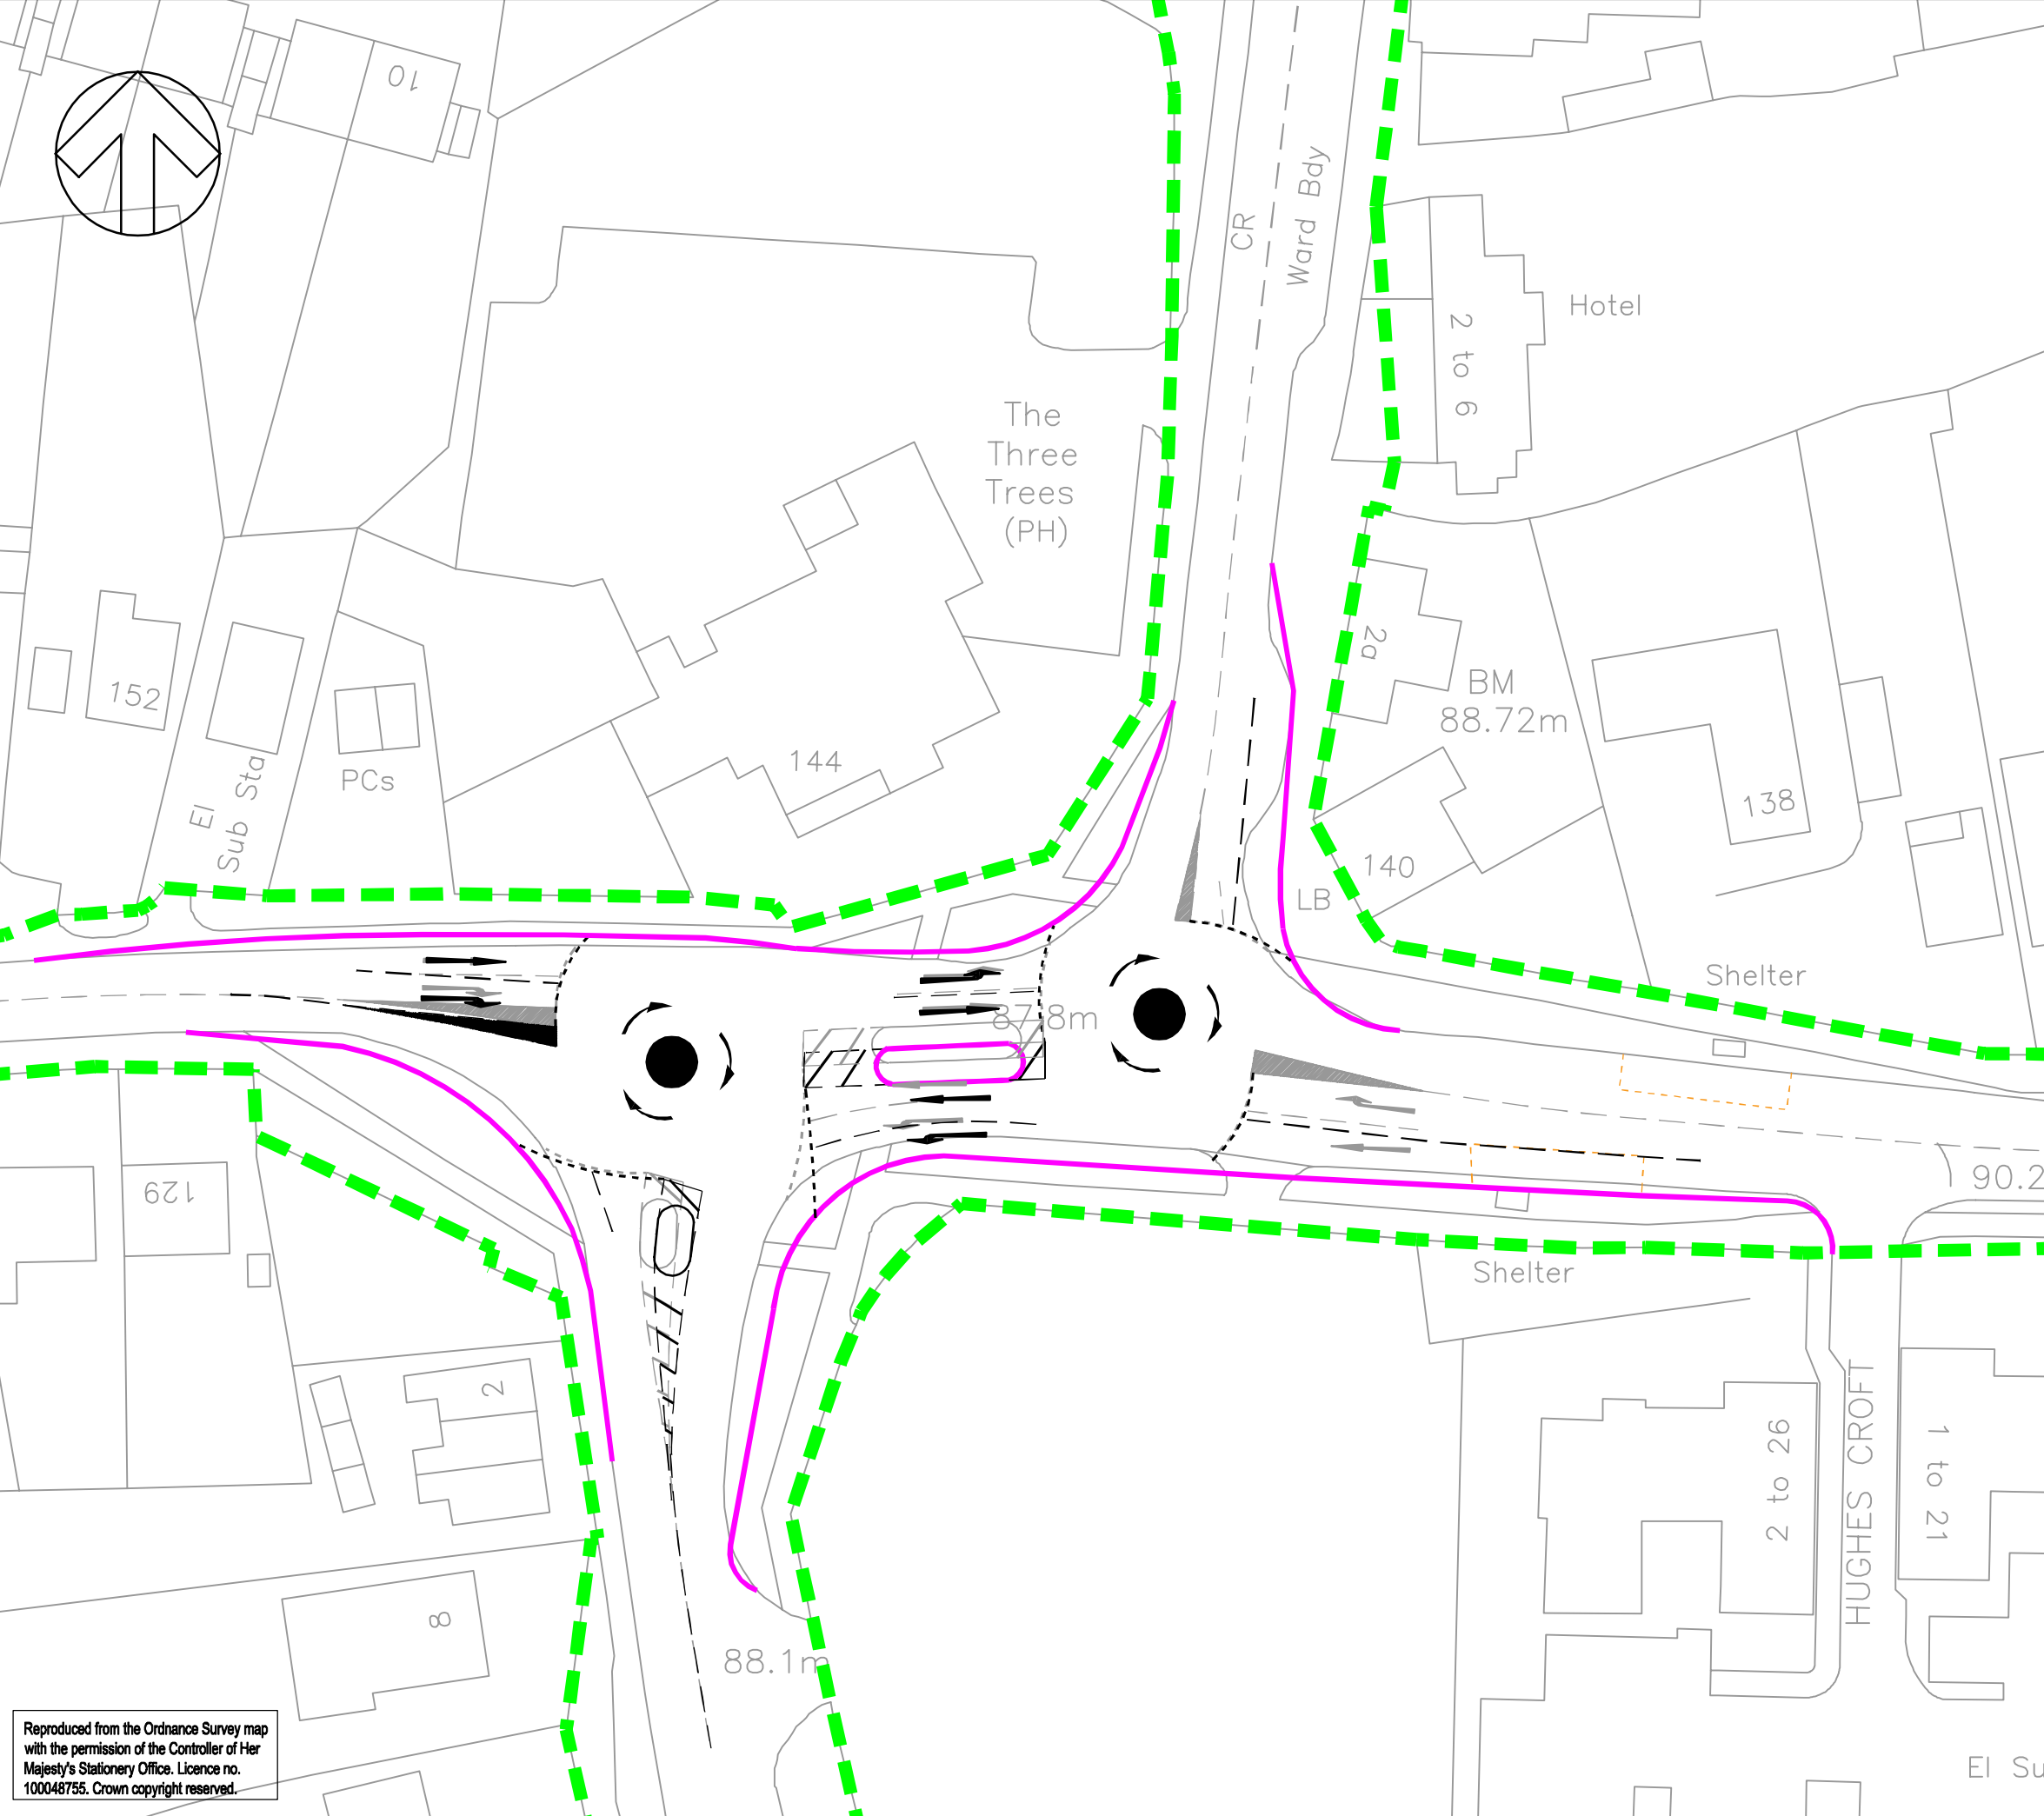 10
CR
Ward Bdy
Hotel
2 to 6
The
Three
Trees
(PH)
2a
BM
88.72m
152
El
Sub Sta
PCs
144
138
140
LB
Shelter
87.8m
90.2
129
Shelter
2
2 to 26
HUGHES CROFT
1 to 21
8
88.1m
El Su
Reproduced from the Ordnance Survey map
with the permission of the Controller of Her
Majesty's Stationery Office. Licence no.
100048755. Crown copyright reserved.